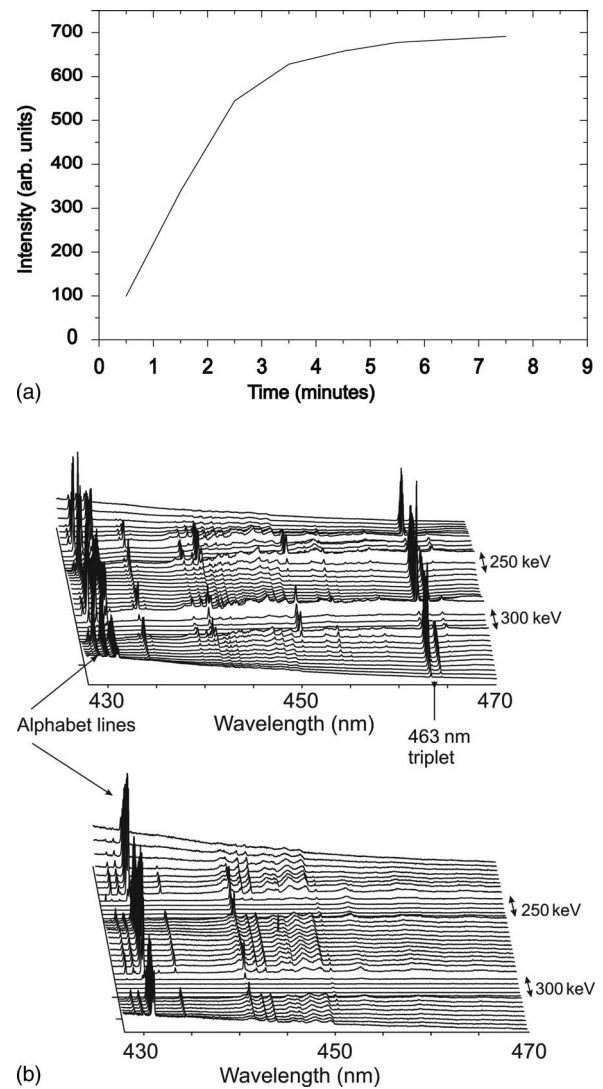 700
600
500
400
300
200
100
0
Intensity (arb. units)
0 1 2 3 4 5 6 7 8 9
Time (minutes)
(a)
250 keV
300 keV
430 450 470
Alphabet lines
Wavelength (nm)
463 nm
triplet
250 keV
300 keV
430 450 470
Wavelength (nm)
(b)